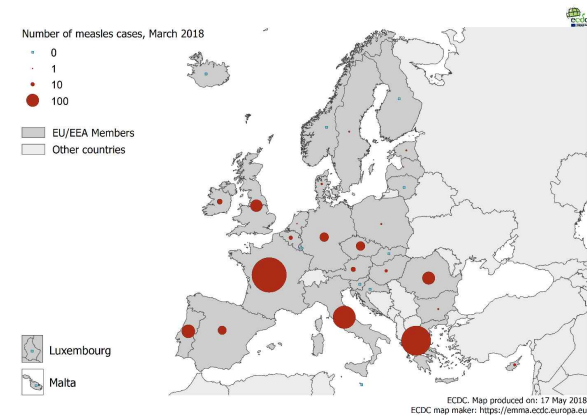 ecdc
Number of measles cases, March 2018
0
1
10
100
EU/EEA Members
Other countries
Luxembourg
Malta
ECDC. Map produced on: 17 May 2018
ECDC map maker: https://emma.ecdc.europa.eu